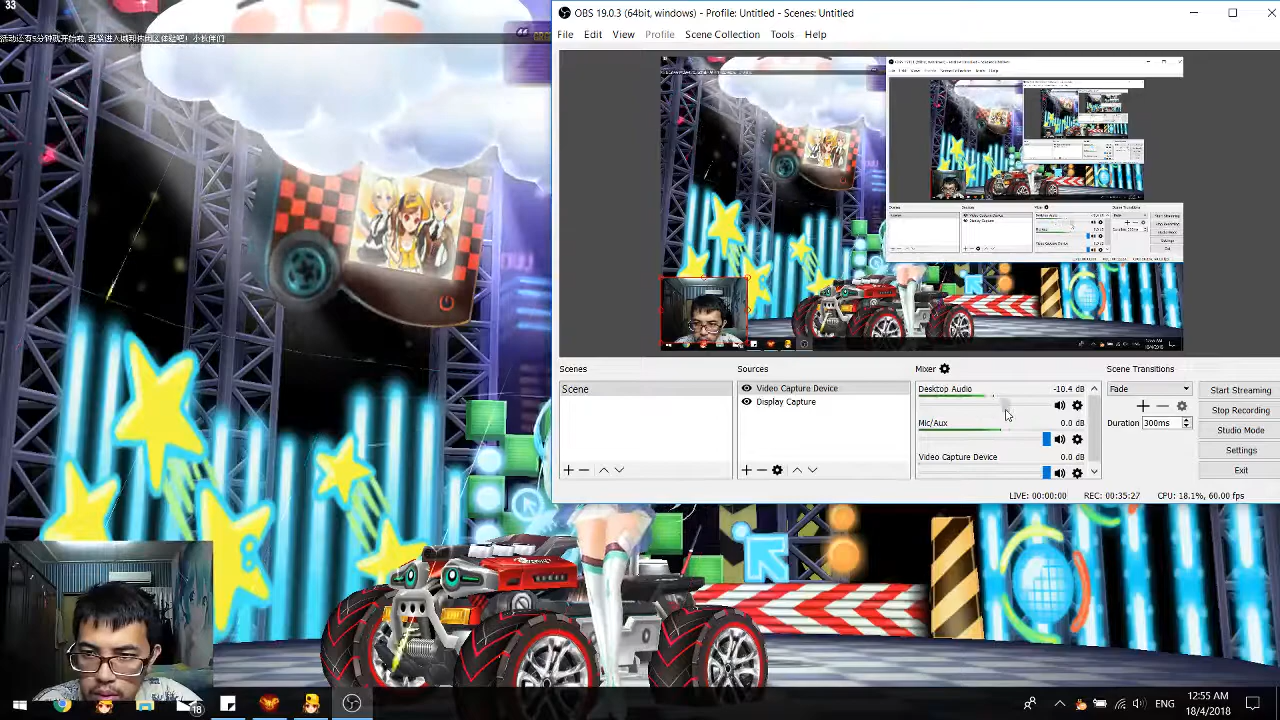 33
OBS 19.0.3 (64bit, windows) - Profile: Untitled - Scenes: Untitled
File Edit View Profile Scene Collection Tools Help
Scenes
Sources
Mixer
Scene Transitions
Scene
Video Capture Device
Display Capture
Desktop Audio -10.4 dB
Mic/Aux 0.0 dB
Video Capture Device 0.0 dB
Fade
Duration 300ms
Start Streaming
Stop Recording
Studio Mode
Settings
Exit
LIVE: 00:00:00 REC: 00:35:27 CPU: 18.1%, 60.00 fps
18
ENG
12:55 AM
18/4/2018